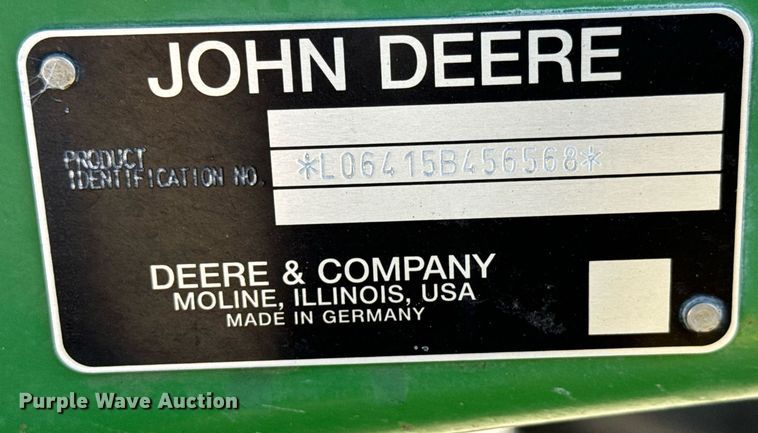 JOHN DEERE
PRODUCT
IDENTIFICATION NO.
*L06415B456568*
DEERE & COMPANY
MOLINE, ILLINOIS, USA
MADE IN GERMANY
Purple Wave Auction